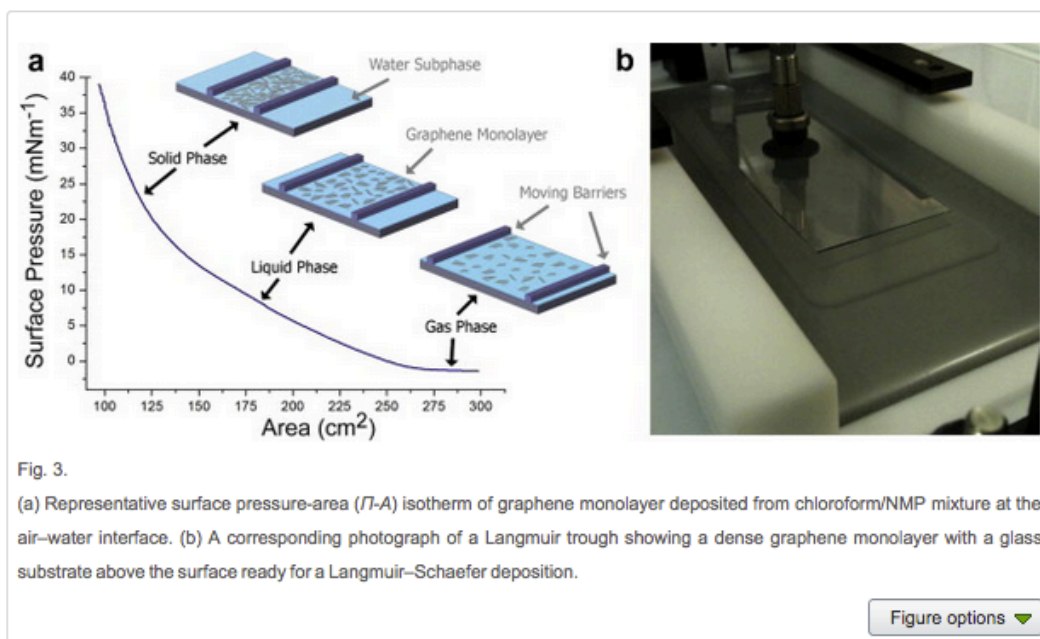 a
b
Water Subphase
Graphene Monolayer
Moving Barriers
Solid Phase
Liquid Phase
Gas Phase
Surface Pressure (mNm⁻¹)
40
35
30
25
20
15
10
5
0
100 125 150 175 200 225 250 275 300
Area (cm²)
Fig. 3.
(a) Representative surface pressure-area (Π-A) isotherm of graphene monolayer deposited from chloroform/NMP mixture at the
air–water interface. (b) A corresponding photograph of a Langmuir trough showing a dense graphene monolayer with a glass
substrate above the surface ready for a Langmuir–Schaefer deposition.
Figure options